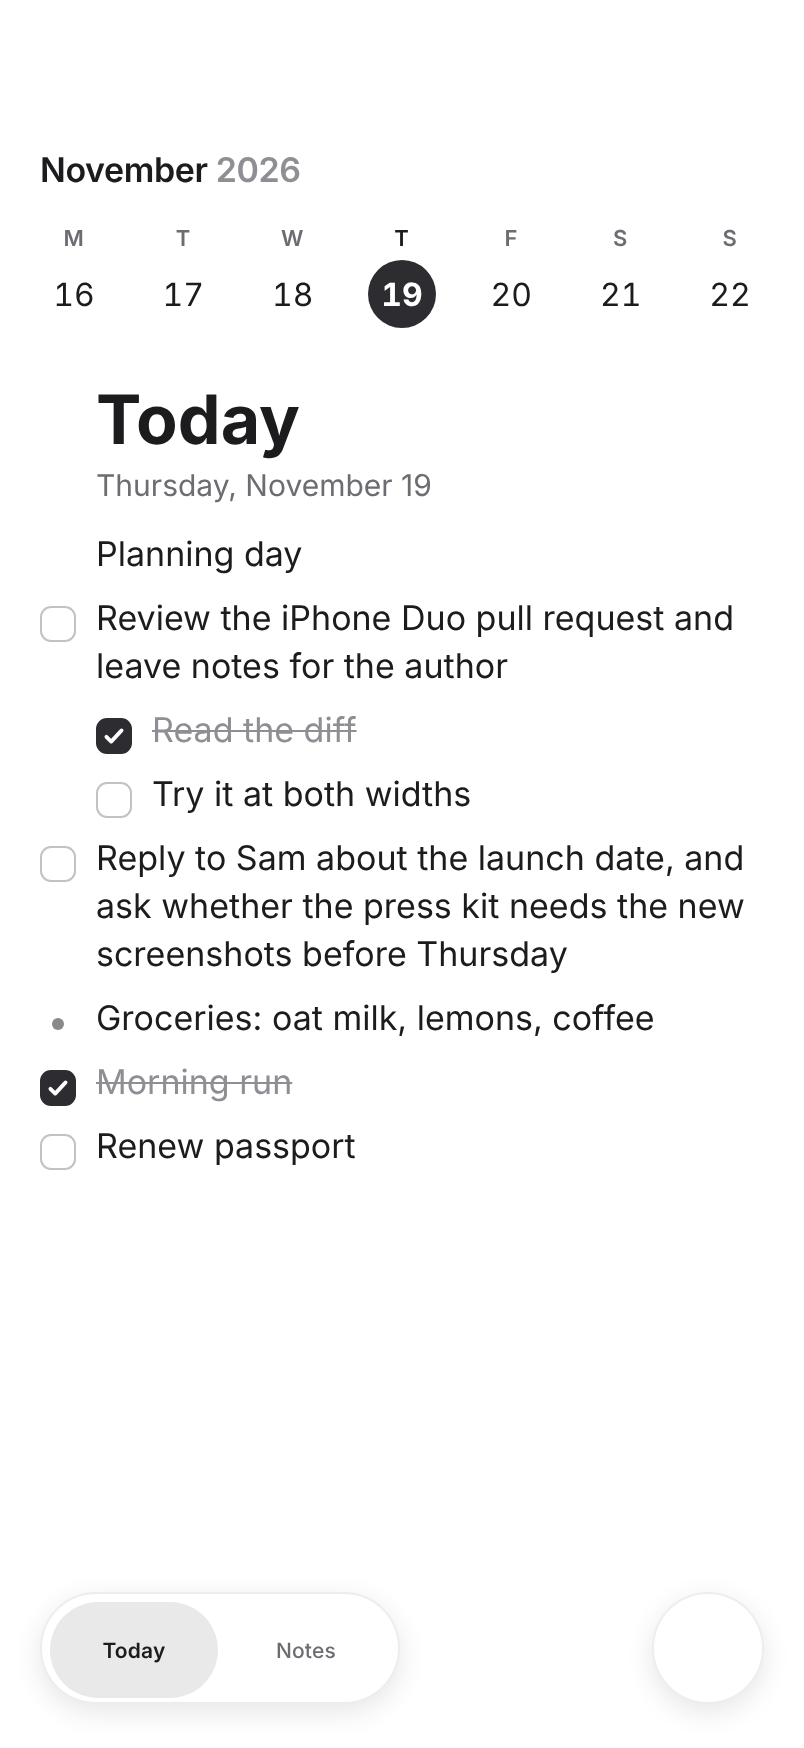 November 2026
M T W T F S S
16 17 18 19 20 21 22
Today
Thursday, November 19
Planning day
Review the iPhone Duo pull request and
leave notes for the author
Read the diff
Try it at both widths
Reply to Sam about the launch date, and
ask whether the press kit needs the new
screenshots before Thursday
Groceries: oat milk, lemons, coffee
Morning run
Renew passport
Today Notes